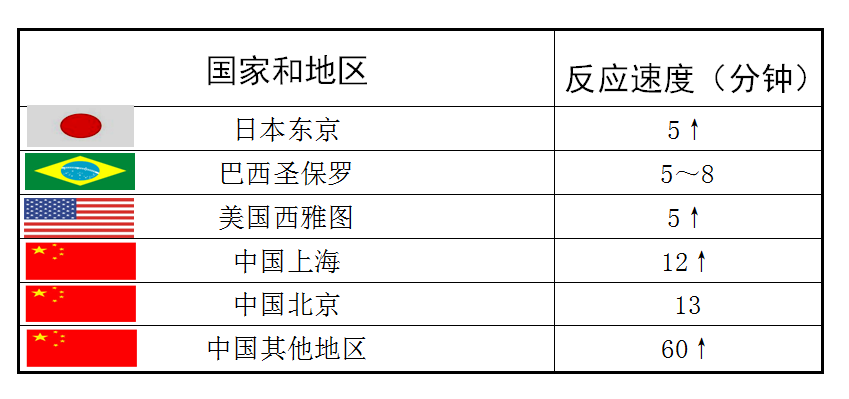 国家和地区 反应速度（分钟）
日本东京 5↑
巴西圣保罗 5～8
美国西雅图 5↑
中国上海 12↑
中国北京 13
中国其他地区 60↑